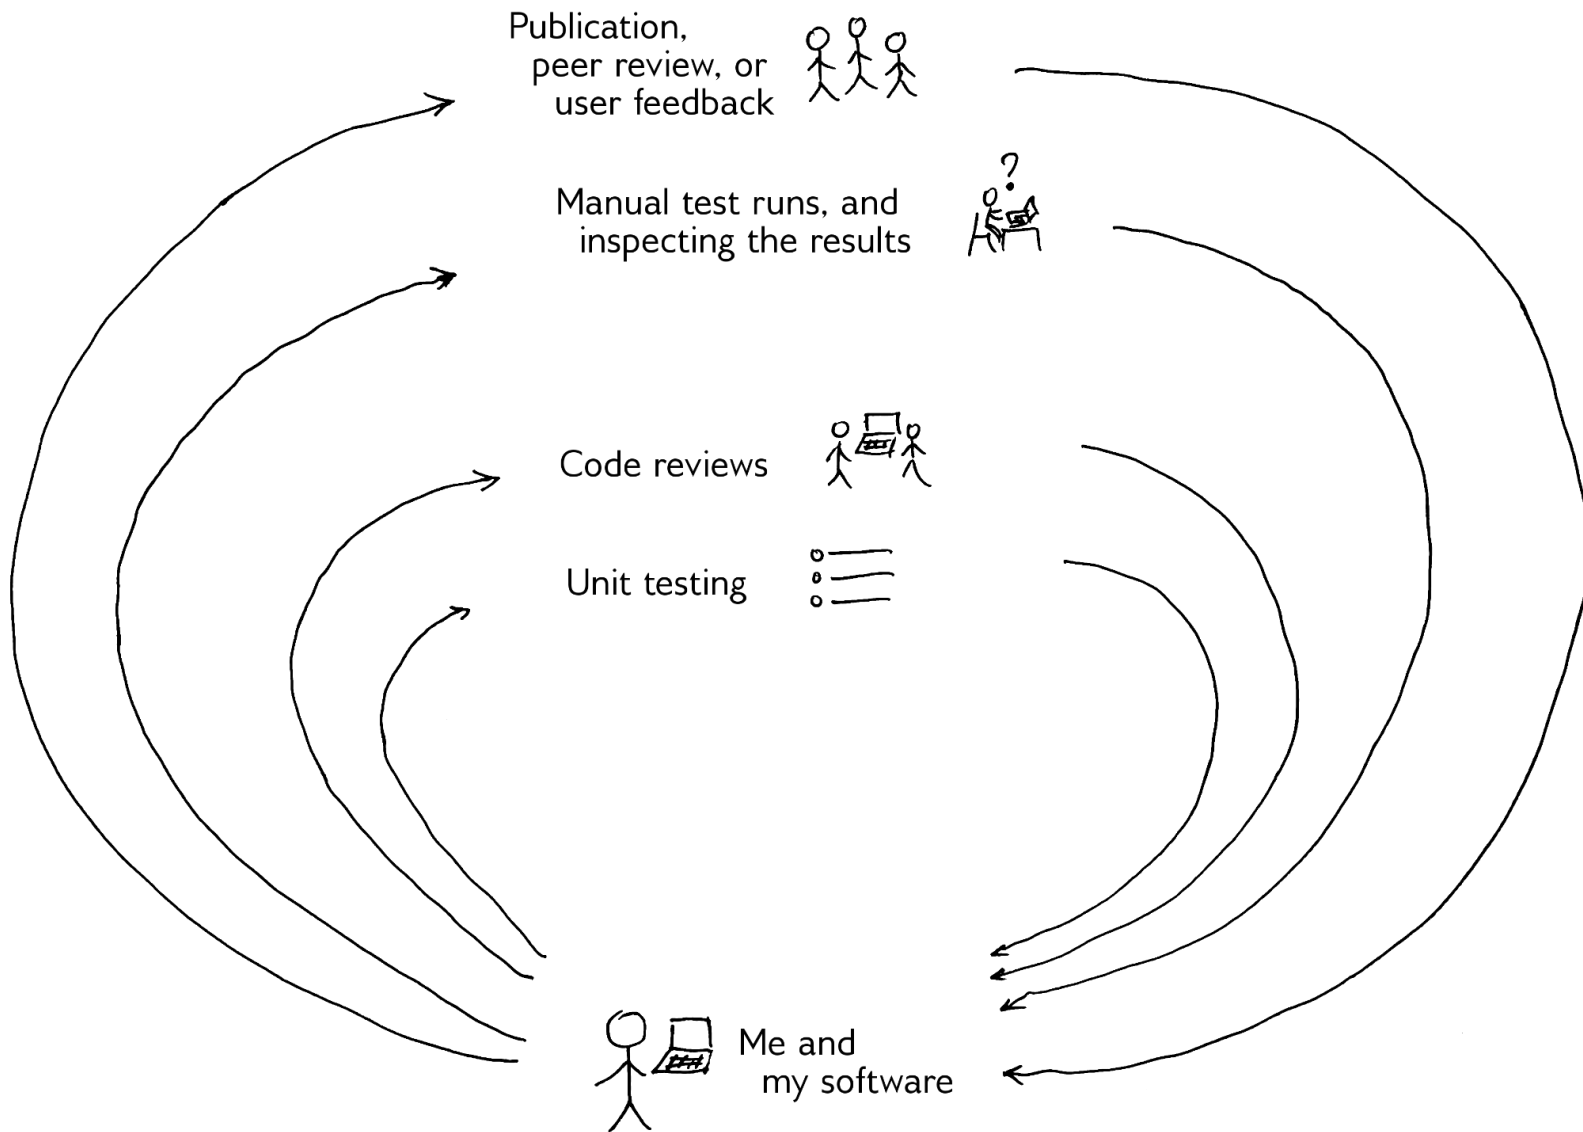 Publication,
peer review, or
user feedback
?
Manual test runs, and
inspecting the results
Code reviews
Unit testing
Me and
my software